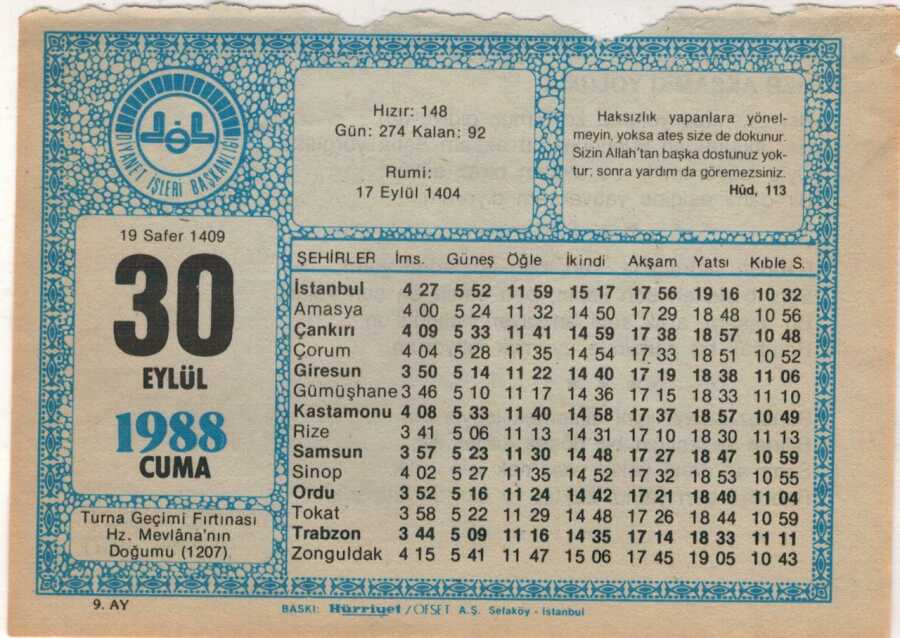 DİYANET İŞLERİ BAŞKANLIĞI
Hızır: 148
Gün: 274 Kalan: 92
Rumi:
17 Eylül 1404
Haksızlık yapanlara yönel-
meyin, yoksa ateş size de dokunur.
Sizin Allah'tan başka dostunuz yok-
tur; sonra yardım da göremezsiniz.
Hûd, 113
19 Safer 1409
30
EYLÜL
1988
CUMA
Turna Geçimi Fırtınası
Hz. Mevlâna'nın
Doğumu (1207)
ŞEHİRLER İms. Güneş Öğle İkindi Akşam Yatsı Kıble S.
İstanbul 4 27 5 52 11 59 15 17 17 56 19 16 10 32
Amasya 4 00 5 24 11 32 14 50 17 29 18 48 10 56
Çankırı 4 09 5 33 11 41 14 59 17 38 18 57 10 48
Çorum 4 04 5 28 11 35 14 54 17 33 18 51 10 52
Giresun 3 50 5 14 11 22 14 40 17 19 18 38 11 06
Gümüşhane 3 46 5 10 11 17 14 36 17 15 18 33 11 10
Kastamonu 4 08 5 33 11 40 14 58 17 37 18 57 10 49
Rize 3 41 5 06 11 13 14 31 17 10 18 30 11 13
Samsun 3 57 5 23 11 30 14 48 17 27 18 47 10 59
Sinop 4 02 5 27 11 35 14 52 17 32 18 53 10 55
Ordu 3 52 5 16 11 24 14 42 17 21 18 40 11 04
Tokat 3 58 5 22 11 29 14 48 17 26 18 44 10 59
Trabzon 3 44 5 09 11 16 14 35 17 14 18 33 11 11
Zonguldak 4 15 5 41 11 47 15 06 17 45 19 05 10 43
9. AY
BASKI: Hürriyet / OFSET A.Ş. Sefaköy - İstanbul